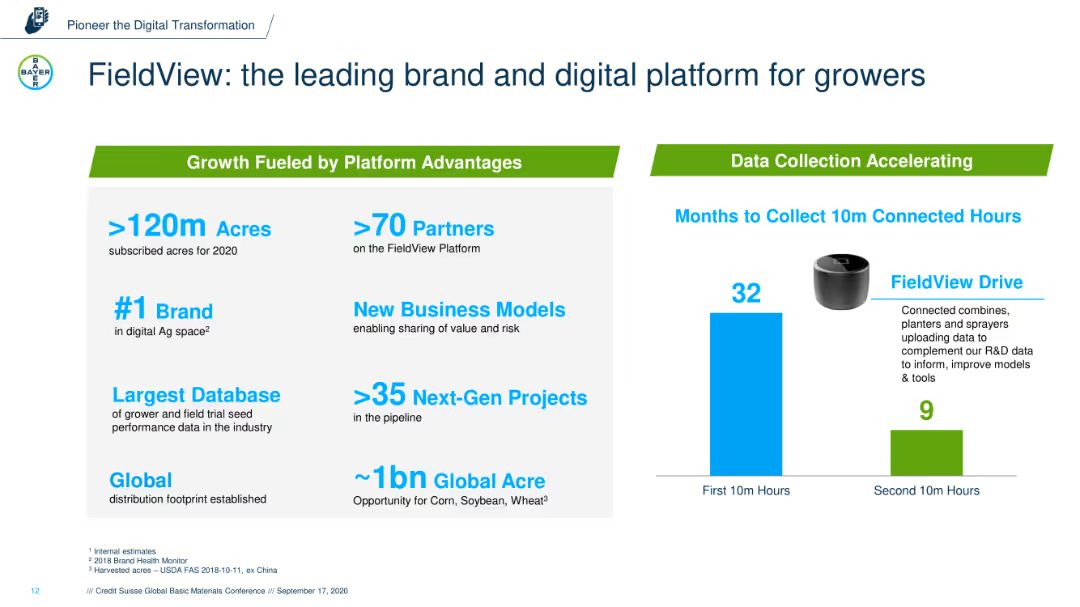 Pioneer the Digital Transformation
BAYER
BAYER
FieldView: the leading brand and digital platform for growers
Growth Fueled by Platform Advantages
>120m Acres
subscribed acres for 2020
>70 Partners
on the FieldView Platform
#1 Brand
in digital Ag space²
New Business Models
enabling sharing of value and risk
Largest Database
of grower and field trial seed
performance data in the industry
>35 Next-Gen Projects
in the pipeline
Global
distribution footprint established
~1bn Global Acre
Opportunity for Corn, Soybean, Wheat³
Data Collection Accelerating
Months to Collect 10m Connected Hours
32
FieldView Drive
Connected combines,
planters and sprayers
uploading data to
complement our R&D data
to inform, improve models
& tools
9
First 10m Hours
Second 10m Hours
¹ Internal estimates
² 2018 Brand Health Monitor
³ Harvested acres – USDA FAS 2018-10-11, ex China
12
/// Credit Suisse Global Basic Materials Conference /// September 17, 2020